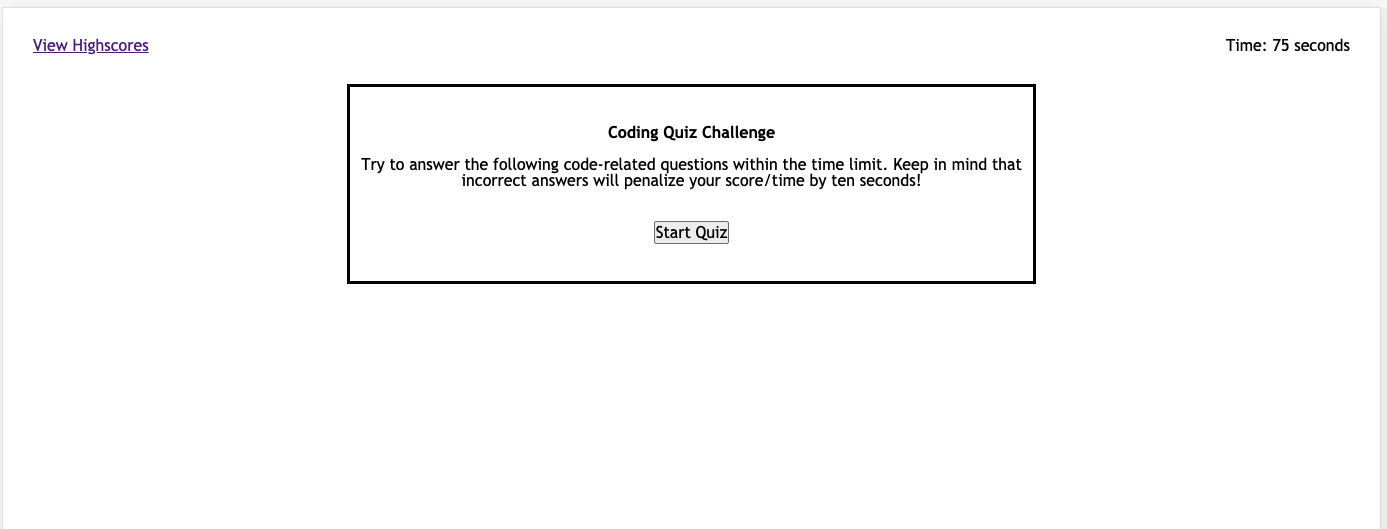 View Highscores
Time: 75 seconds
Coding Quiz Challenge
Try to answer the following code-related questions within the time limit. Keep in mind that
incorrect answers will penalize your score/time by ten seconds!
Start Quiz